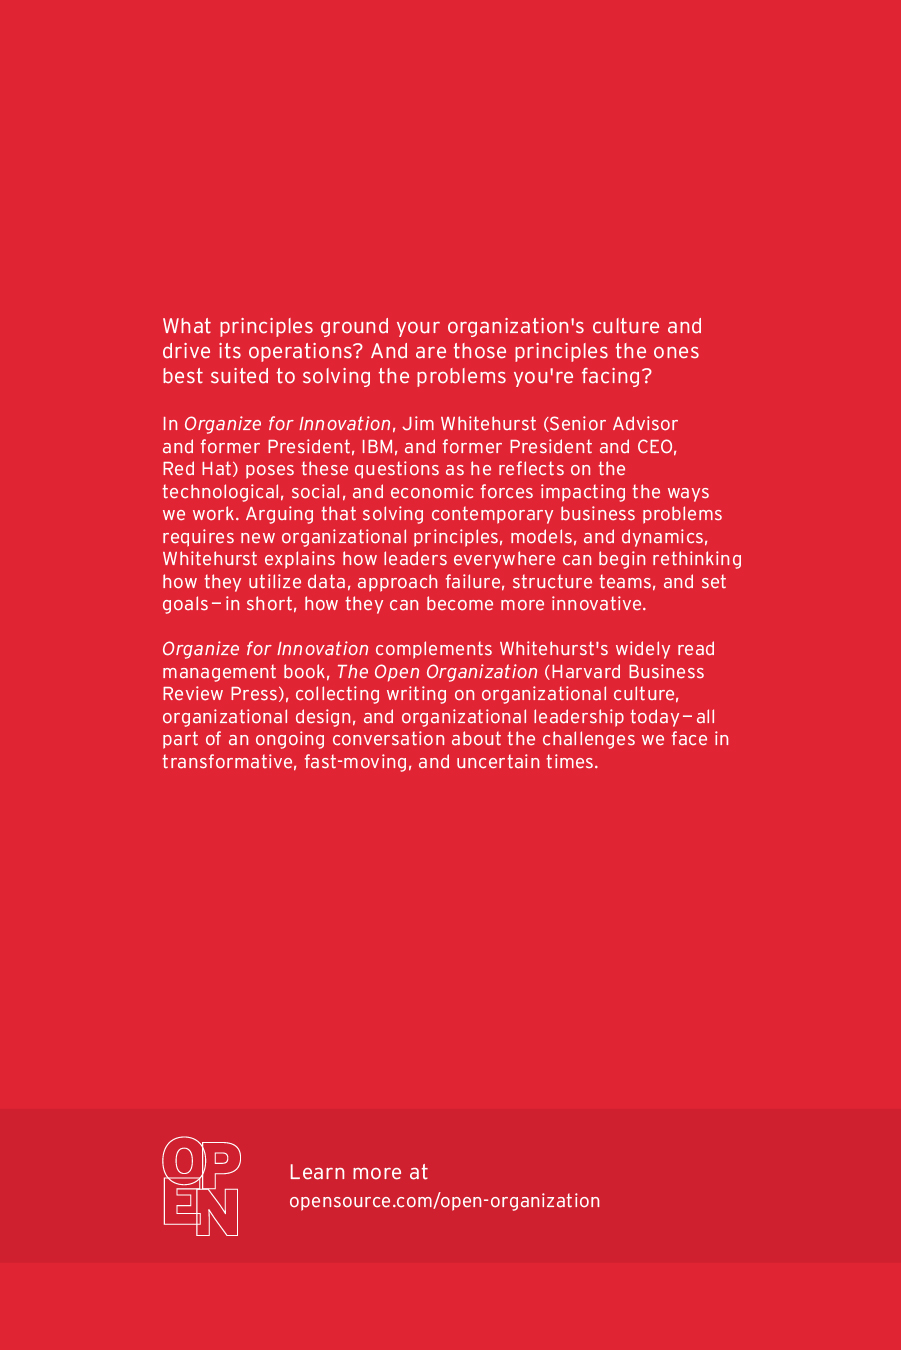 What principles ground your organization's culture and
drive its operations? And are those principles the ones
best suited to solving the problems you're facing?
In Organize for Innovation, Jim Whitehurst (Senior Advisor
and former President, IBM, and former President and CEO,
Red Hat) poses these questions as he reflects on the
technological, social, and economic forces impacting the ways
we work. Arguing that solving contemporary business problems
requires new organizational principles, models, and dynamics,
Whitehurst explains how leaders everywhere can begin rethinking
how they utilize data, approach failure, structure teams, and set
goals—in short, how they can become more innovative.
Organize for Innovation complements Whitehurst's widely read
management book, The Open Organization (Harvard Business
Review Press), collecting writing on organizational culture,
organizational design, and organizational leadership today—all
part of an ongoing conversation about the challenges we face in
transformative, fast-moving, and uncertain times.
OP
EN
Learn more at
opensource.com/open-organization